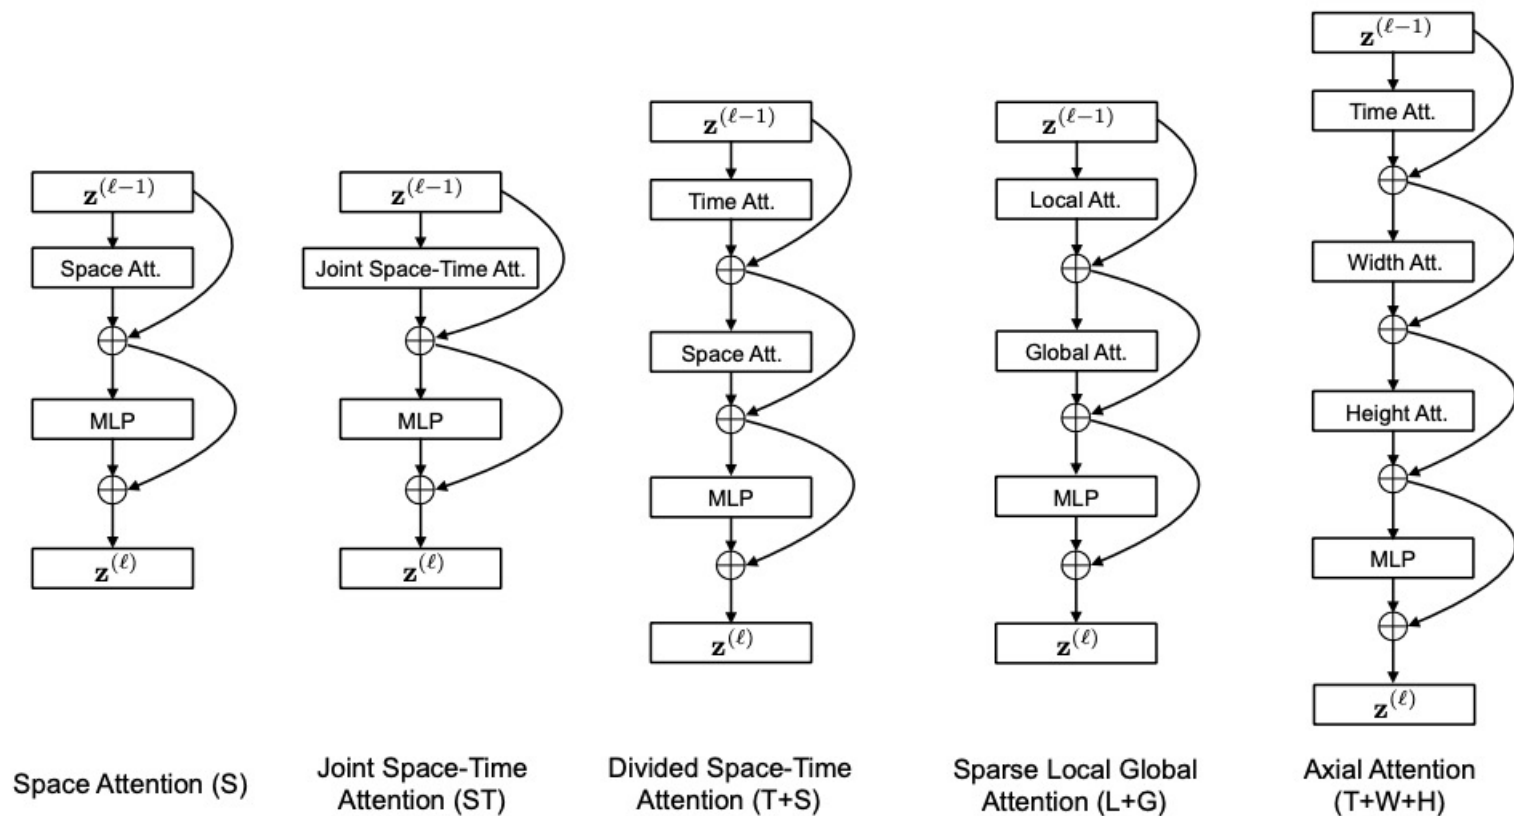 z^(ℓ−1)
Space Att.
MLP
z^(ℓ)
Space Attention (S)
z^(ℓ−1)
Joint Space-Time Att.
MLP
z^(ℓ)
Joint Space-Time
Attention (ST)
z^(ℓ−1)
Time Att.
Space Att.
MLP
z^(ℓ)
Divided Space-Time
Attention (T+S)
z^(ℓ−1)
Local Att.
Global Att.
MLP
z^(ℓ)
Sparse Local Global
Attention (L+G)
z^(ℓ−1)
Time Att.
Width Att.
Height Att.
MLP
z^(ℓ)
Axial Attention
(T+W+H)